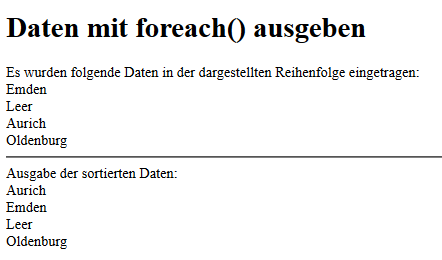 Daten mit foreach() ausgeben
Es wurden folgende Daten in der dargestellten Reihenfolge eingetragen:
Emden
Leer
Aurich
Oldenburg
Ausgabe der sortierten Daten:
Aurich
Emden
Leer
Oldenburg